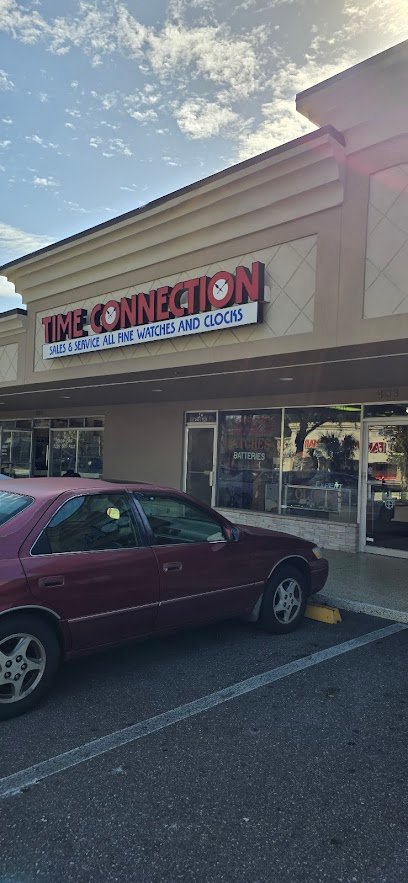 TIME CONNECTION
SALES & SERVICE ALL FINE WATCHES AND CLOCKS
BATTERIES